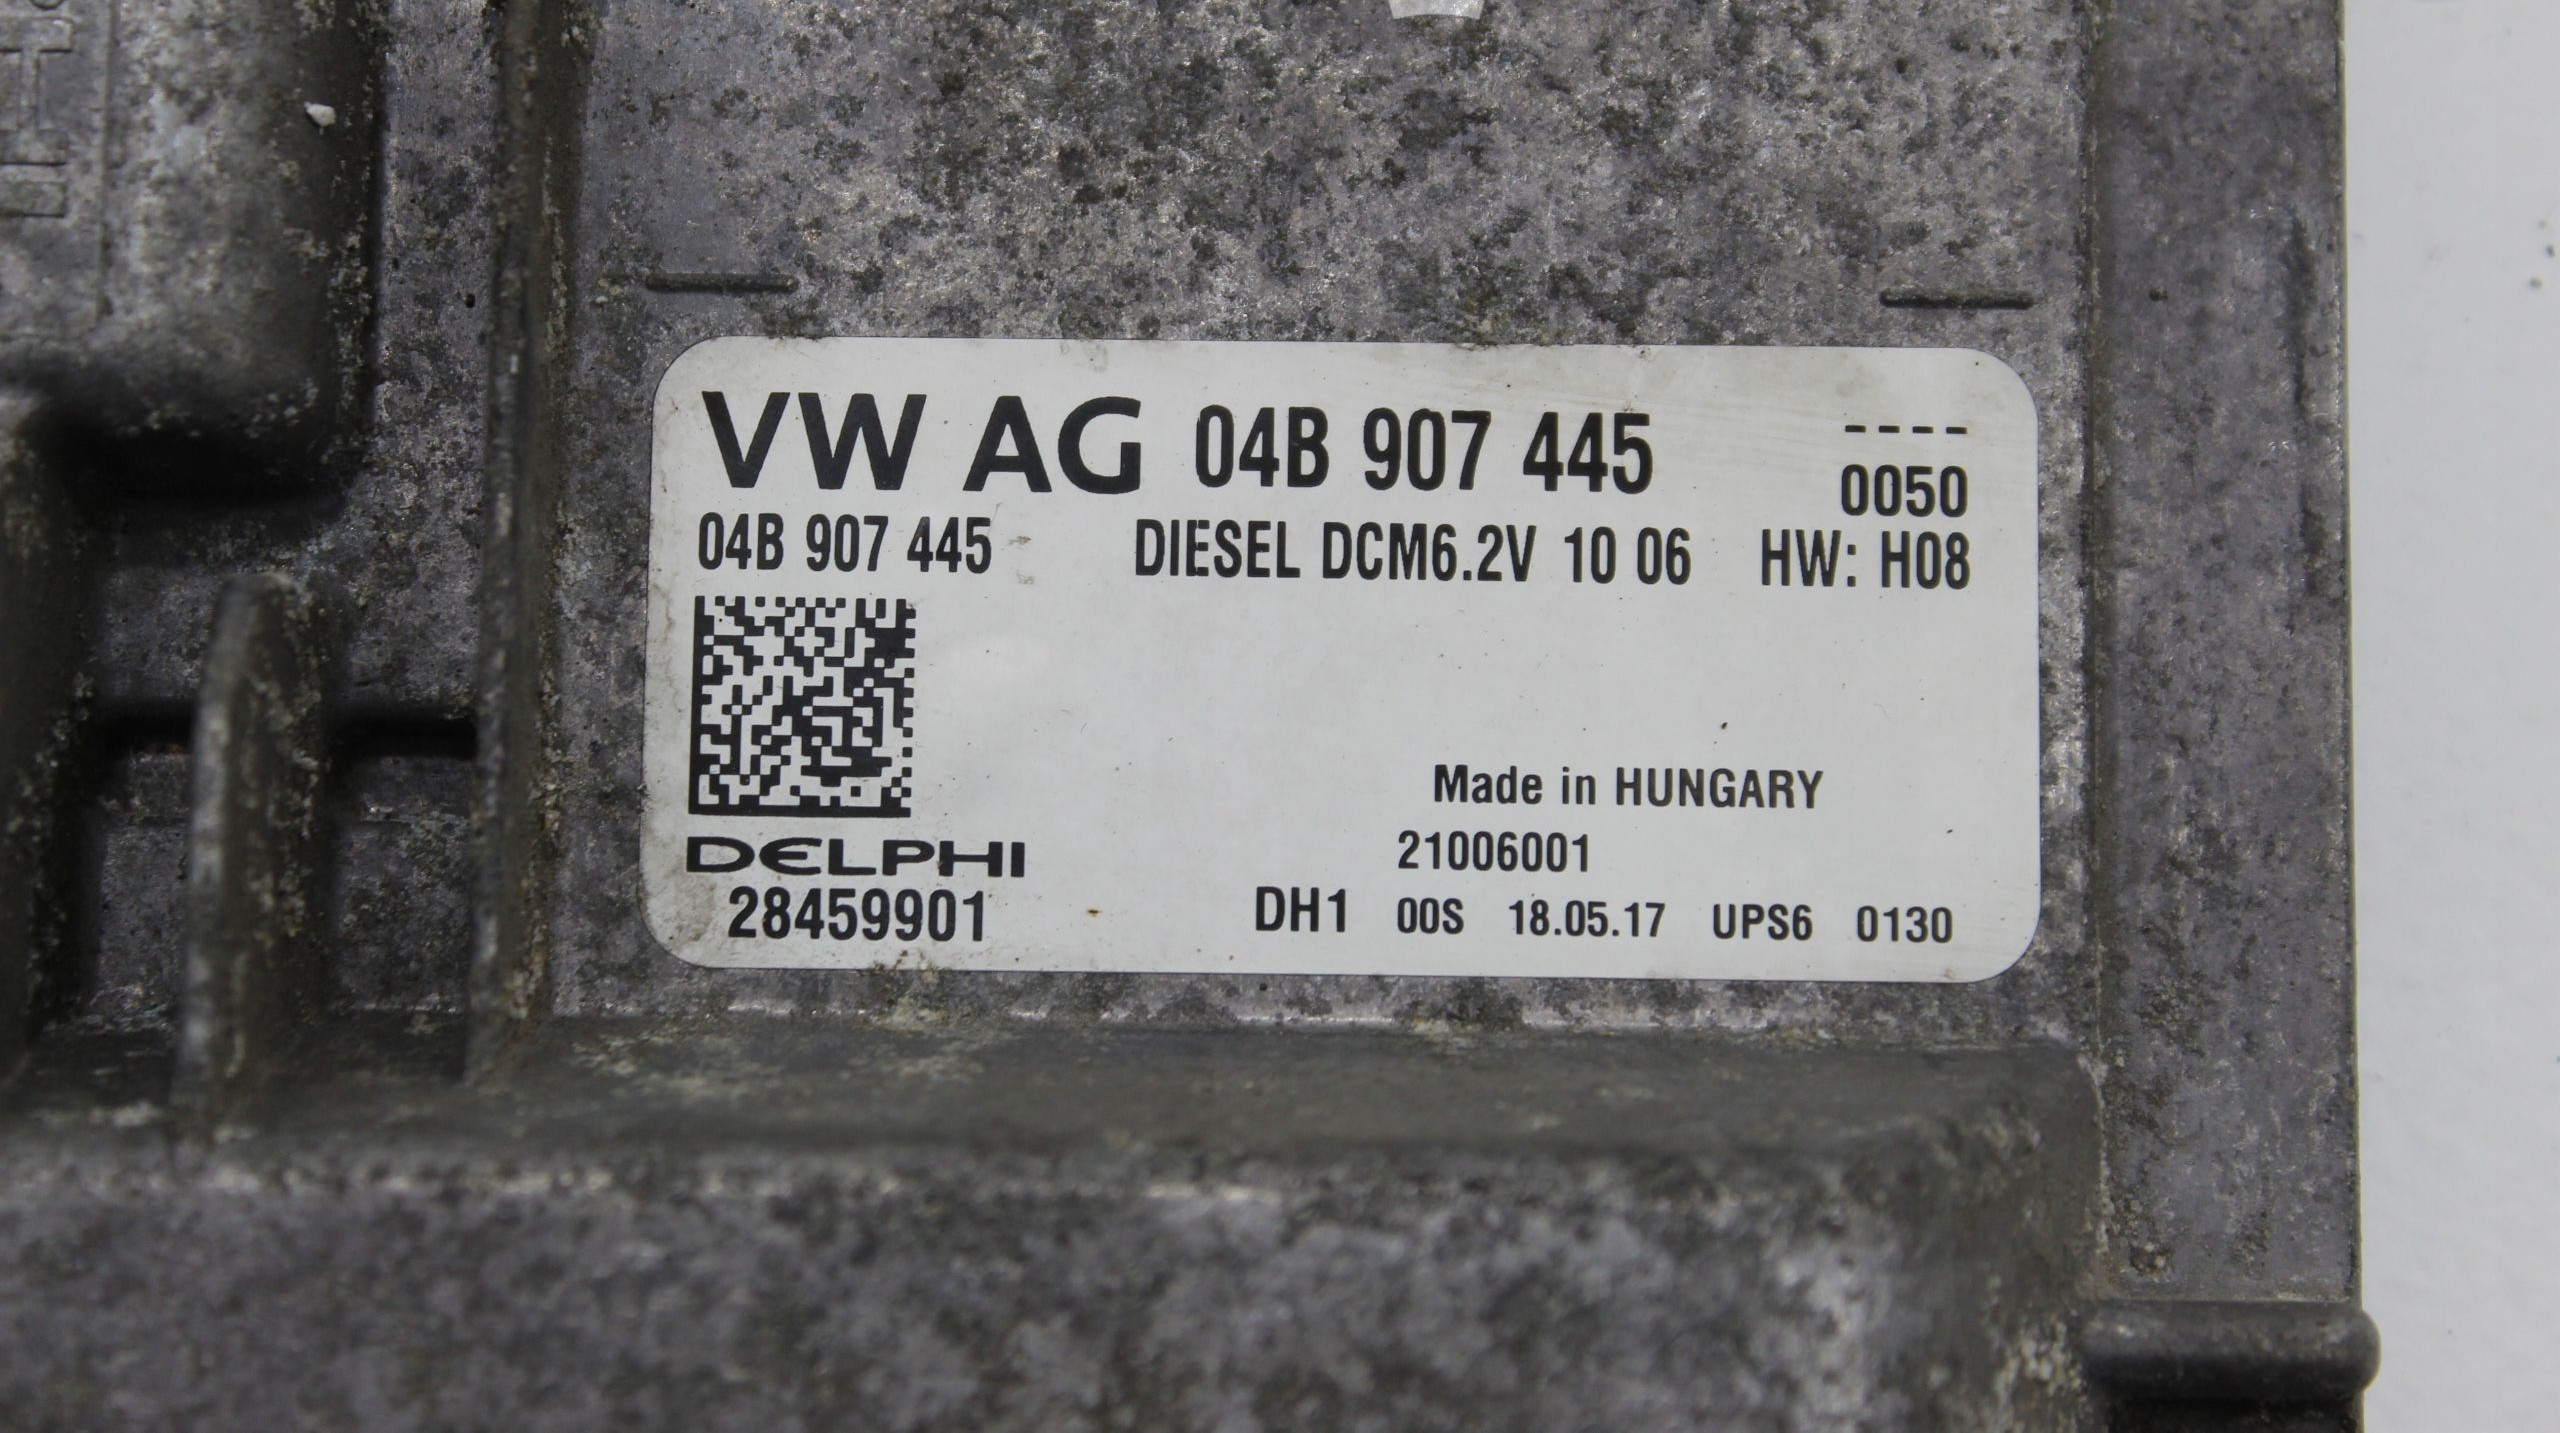 VW AG 04B 907 445 ----
0050
04B 907 445 DIESEL DCM6.2V 10 06 HW: H08
Made in HUNGARY
DELPHI 21006001
28459901 DH1 00S 18.05.17 UPS6 0130